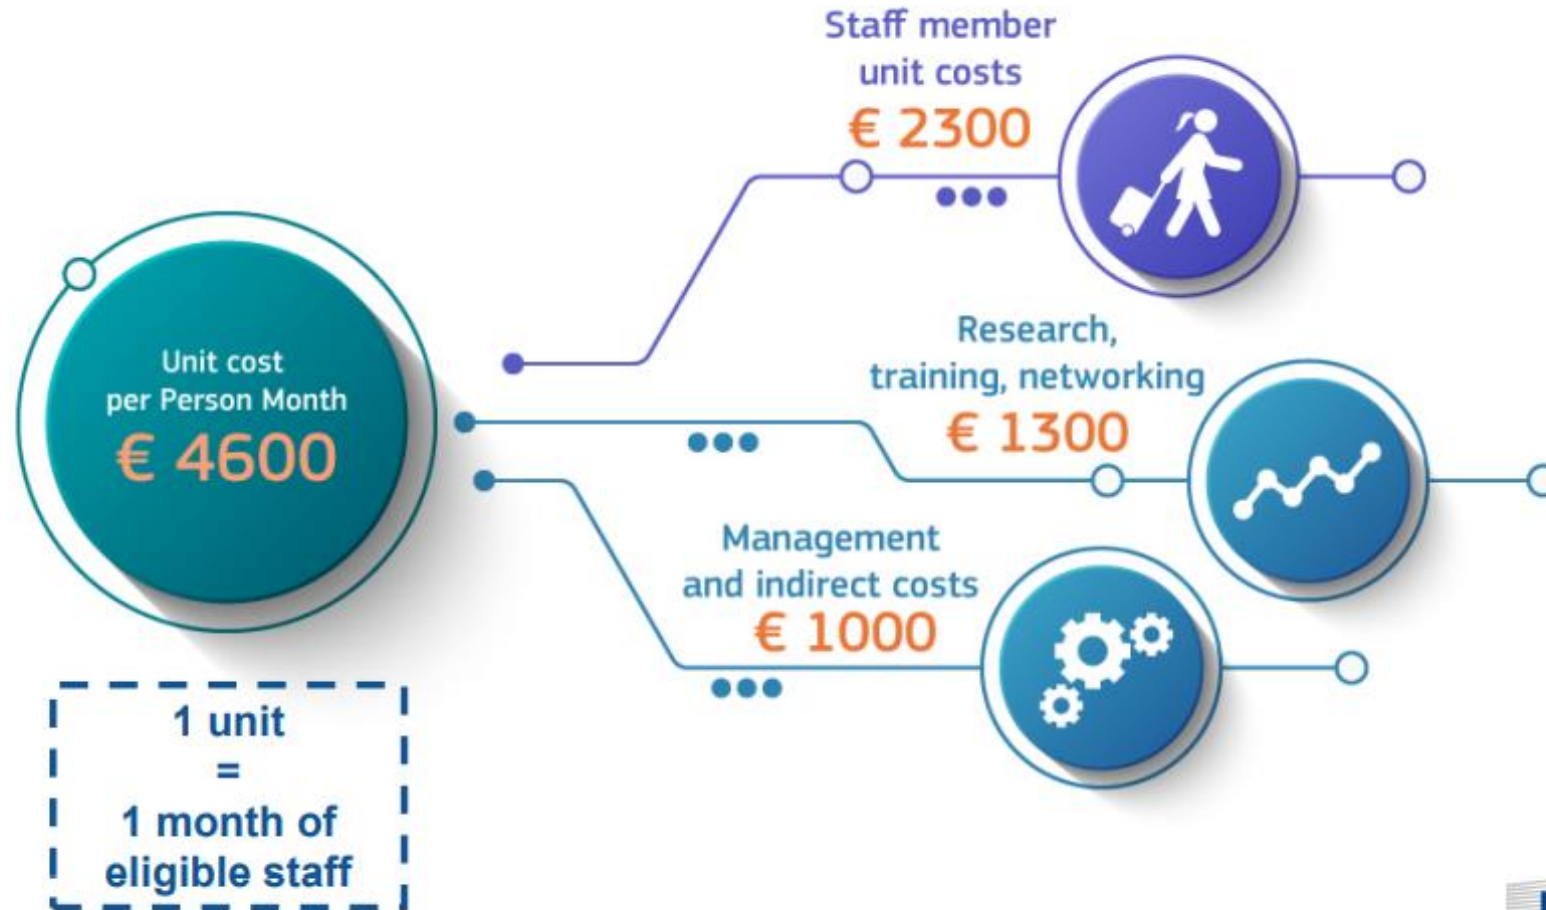 Staff member
unit costs
€ 2300
Unit cost
per Person Month
€ 4600
Research,
training, networking
€ 1300
Management
and indirect costs
€ 1000
1 unit
=
1 month of
eligible staff